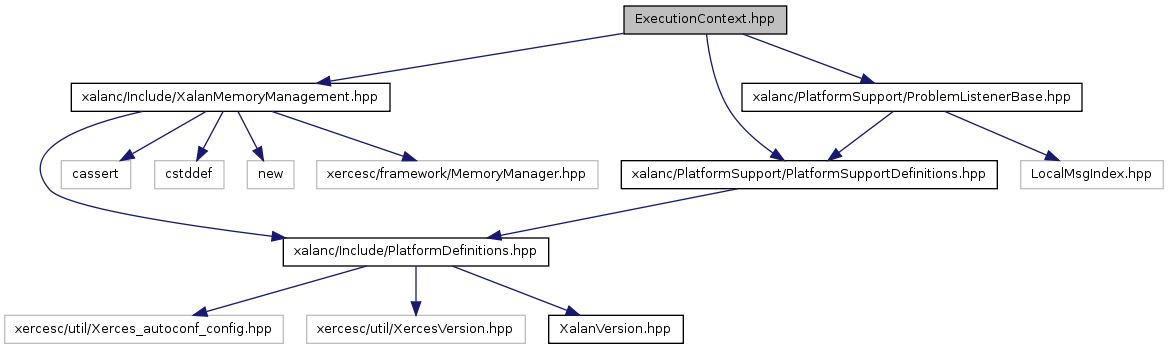 ExecutionContext.hpp
xalanc/Include/XalanMemoryManagement.hpp
xalanc/PlatformSupport/ProblemListenerBase.hpp
cassert
cstddef
new
xercesc/framework/MemoryManager.hpp
xalanc/PlatformSupport/PlatformSupportDefinitions.hpp
LocalMsgIndex.hpp
xalanc/Include/PlatformDefinitions.hpp
xercesc/util/Xerces_autoconf_config.hpp
xercesc/util/XercesVersion.hpp
XalanVersion.hpp